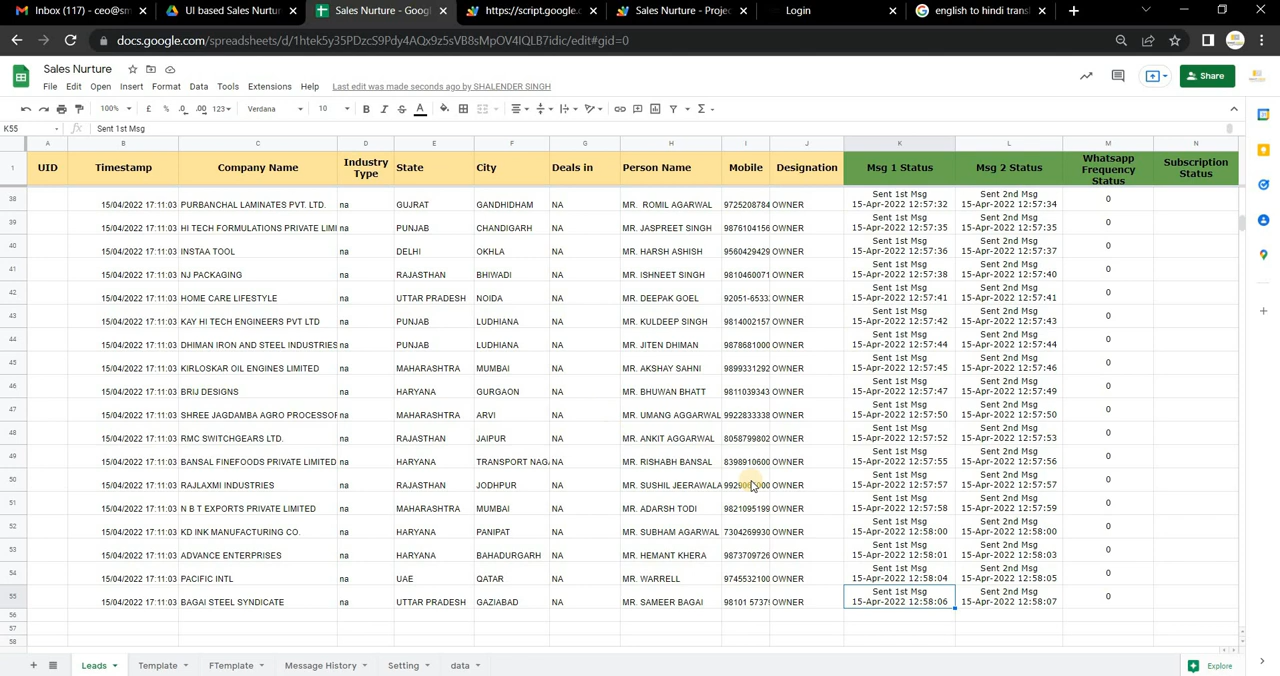 Inbox (117) - ceo@sm
UI based Sales Nurtur
Sales Nurture - Googl
https://script.google.c
Sales Nurture - Projec
Login
english to hindi transl
docs.google.com/spreadsheets/d/1htek5y35PDzcS9Pdy4AQx9z5sVB8sMpOV4IQLB7idic/edit#gid=0
Sales Nurture
File Edit View Insert Format Data Tools Extensions Help Last edit was made seconds ago by SHALENDER SINGH
Share
100% £ % .0 .00 123 Verdana 10 B I S A
K55 fx Sent 1st Msg
A B C D E F G H I J K L M N
1 UID Timestamp Company Name Industry Type State City Deals in Person Name Mobile Designation Msg 1 Status Msg 2 Status Whatsapp Frequency Status Subscription Status
38 15/04/2022 17:11:03 PURBANCHAL LAMINATES PVT. LTD. na GUJRAT GANDHIDHAM NA MR. ROMIL AGARWAL 9725208784 OWNER Sent 1st Msg 15-Apr-2022 12:57:32 Sent 2nd Msg 15-Apr-2022 12:57:34 0
39 15/04/2022 17:11:03 HI TECH FORMULATIONS PRIVATE LIMI na PUNJAB CHANDIGARH NA MR. JASPREET SINGH 9876104156 OWNER Sent 1st Msg 15-Apr-2022 12:57:35 Sent 2nd Msg 15-Apr-2022 12:57:35 0
40 15/04/2022 17:11:03 INSTAA TOOL na DELHI OKHLA NA MR. HARSH ASHISH 9560429429 OWNER Sent 1st Msg 15-Apr-2022 12:57:36 Sent 2nd Msg 15-Apr-2022 12:57:37 0
41 15/04/2022 17:11:03 NJ PACKAGING na RAJASTHAN BHIWADI NA MR. ISHNEET SINGH 9810460071 OWNER Sent 1st Msg 15-Apr-2022 12:57:38 Sent 2nd Msg 15-Apr-2022 12:57:40 0
42 15/04/2022 17:11:03 HOME CARE LIFESTYLE na UTTAR PRADESH NOIDA NA MR. DEEPAK GOEL 92051-6533 OWNER Sent 1st Msg 15-Apr-2022 12:57:41 Sent 2nd Msg 15-Apr-2022 12:57:41 0
43 15/04/2022 17:11:03 KAY HI TECH ENGINEERS PVT LTD na PUNJAB LUDHIANA NA MR. KULDEEP SINGH 9814002157 OWNER Sent 1st Msg 15-Apr-2022 12:57:42 Sent 2nd Msg 15-Apr-2022 12:57:43 0
44 15/04/2022 17:11:03 DHIMAN IRON AND STEEL INDUSTRIES na PUNJAB LUDHIANA NA MR. JITEN DHIMAN 9878681000 OWNER Sent 1st Msg 15-Apr-2022 12:57:44 Sent 2nd Msg 15-Apr-2022 12:57:44 0
45 15/04/2022 17:11:03 KIRLOSKAR OIL ENGINES LIMITED na MAHARASHTRA MUMBAI NA MR. AKSHAY SAHNI 9899331292 OWNER Sent 1st Msg 15-Apr-2022 12:57:45 Sent 2nd Msg 15-Apr-2022 12:57:46 0
46 15/04/2022 17:11:03 BRIJ DESIGNS na HARYANA GURGAON NA MR. BHUWAN BHATT 9811039343 OWNER Sent 1st Msg 15-Apr-2022 12:57:47 Sent 2nd Msg 15-Apr-2022 12:57:49 0
47 15/04/2022 17:11:03 SHREE JAGDAMBA AGRO PROCESSOR na MAHARASHTRA ARVI NA MR. UMANG AGGARWAL 9922833338 OWNER Sent 1st Msg 15-Apr-2022 12:57:50 Sent 2nd Msg 15-Apr-2022 12:57:50 0
48 15/04/2022 17:11:03 RMC SWITCHGEARS LTD. na RAJASTHAN JAIPUR NA MR. ANKIT AGGARWAL 8058799802 OWNER Sent 1st Msg 15-Apr-2022 12:57:52 Sent 2nd Msg 15-Apr-2022 12:57:53 0
49 15/04/2022 17:11:03 BANSAL FINEFOODS PRIVATE LIMITED na HARYANA TRANSPORT NAG NA MR. RISHABH BANSAL 8398910600 OWNER Sent 1st Msg 15-Apr-2022 12:57:55 Sent 2nd Msg 15-Apr-2022 12:57:56 0
50 15/04/2022 17:11:03 RAJLAXMI INDUSTRIES na RAJASTHAN JODHPUR NA MR. SUSHIL JEERAWALA OWNER Sent 1st Msg 15-Apr-2022 12:57:57 Sent 2nd Msg 15-Apr-2022 12:57:57 0
51 15/04/2022 17:11:03 N B T EXPORTS PRIVATE LIMITED na MAHARASHTRA MUMBAI NA MR. ADARSH TODI 9821095199 OWNER Sent 1st Msg 15-Apr-2022 12:57:58 Sent 2nd Msg 15-Apr-2022 12:57:59 0
52 15/04/2022 17:11:03 KD INK MANUFACTURING CO. na HARYANA PANIPAT NA MR. SUBHAM AGARWAL 7304269930 OWNER Sent 1st Msg 15-Apr-2022 12:58:00 Sent 2nd Msg 15-Apr-2022 12:58:00 0
53 15/04/2022 17:11:03 ADVANCE ENTERPRISES na HARYANA BAHADURGARH NA MR. HEMANT KHERA 9873709726 OWNER Sent 1st Msg 15-Apr-2022 12:58:01 Sent 2nd Msg 15-Apr-2022 12:58:03 0
54 15/04/2022 17:11:03 PACIFIC INTL na UAE QATAR NA MR. WARRELL 9745532100 OWNER Sent 1st Msg 15-Apr-2022 12:58:04 Sent 2nd Msg 15-Apr-2022 12:58:05 0
55 15/04/2022 17:11:03 BAGAI STEEL SYNDICATE na UTTAR PRADESH GAZIABAD NA MR. SAMEER BAGAI 98101 5737 OWNER Sent 1st Msg 15-Apr-2022 12:58:06 Sent 2nd Msg 15-Apr-2022 12:58:07 0
56
57
58
Leads Template FTemplate Message History Setting data Explore